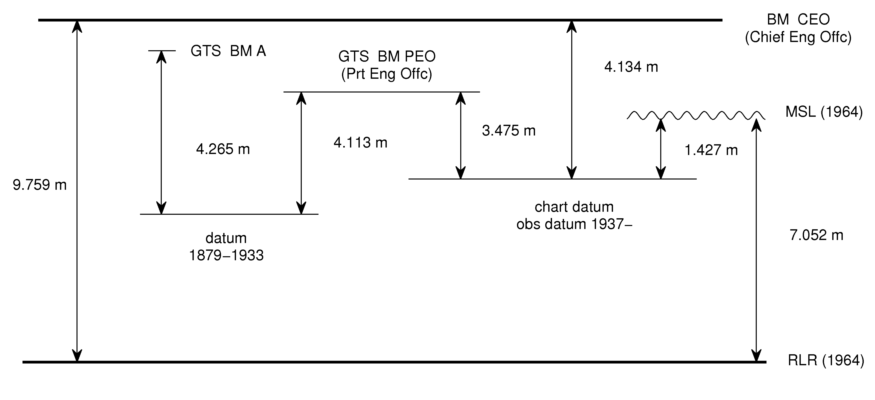 BM CEO
(Chief Eng Offc)
GTS BM A
GTS BM PEO
(Prt Eng Offc)
4.134 m
MSL (1964)
3.475 m
4.113 m
4.265 m
1.427 m
9.759 m
chart datum
obs datum 1937−
datum
1879−1933
7.052 m
RLR (1964)